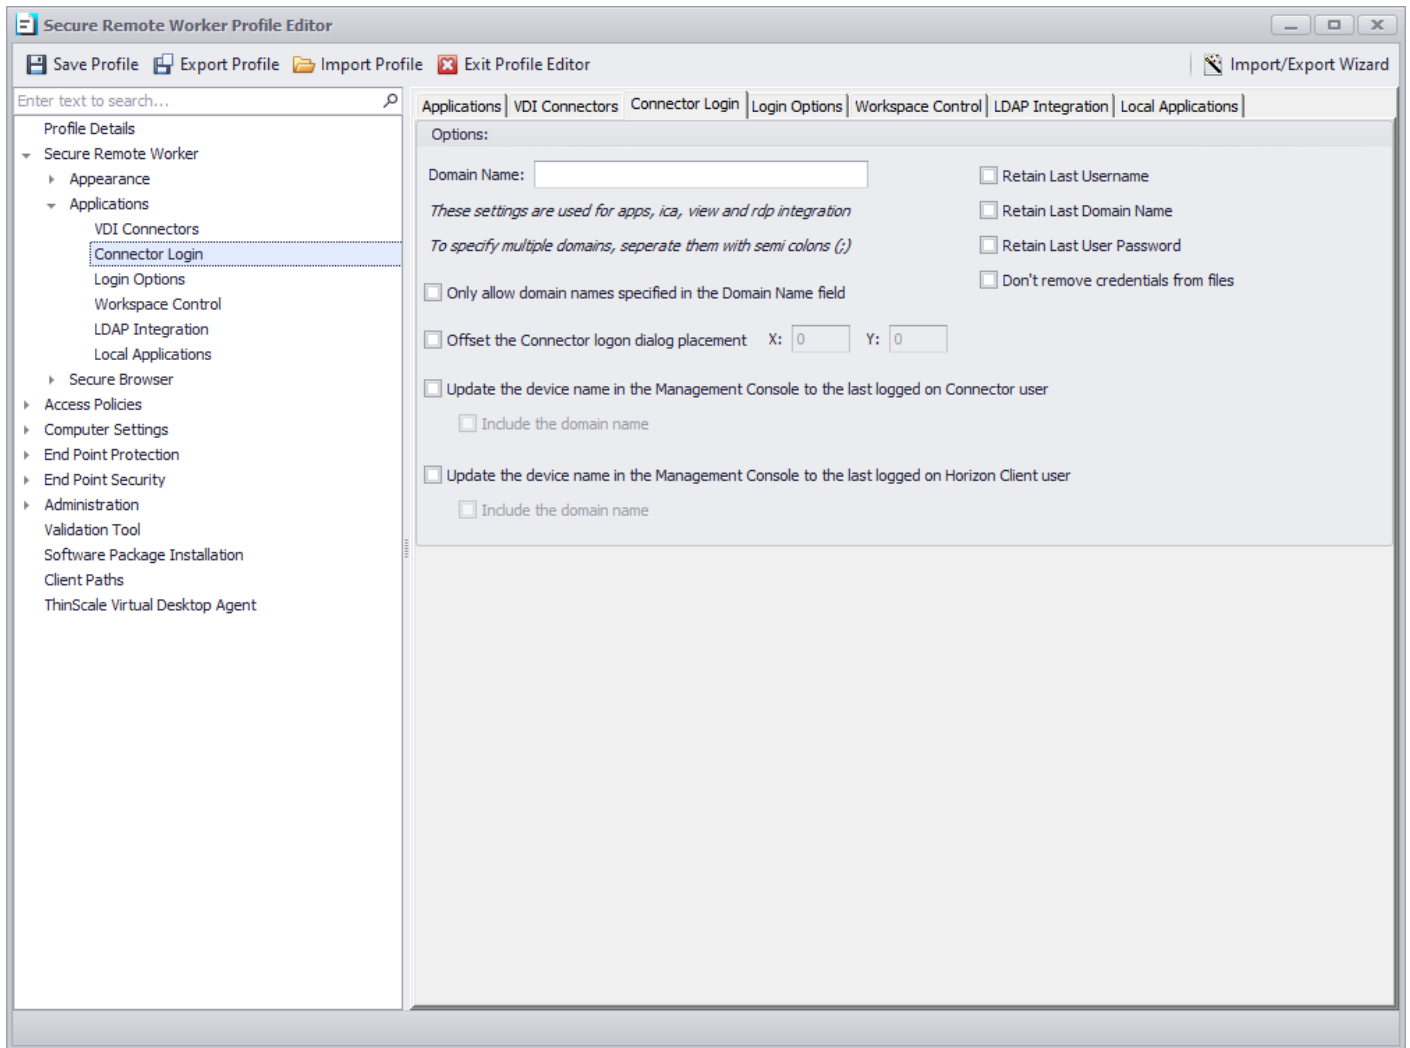 Secure Remote Worker Profile Editor
Save Profile Export Profile Import Profile Exit Profile Editor Import/Export Wizard
Enter text to search...
Profile Details
Secure Remote Worker
Appearance
Applications
VDI Connectors
Connector Login
Login Options
Workspace Control
LDAP Integration
Local Applications
Secure Browser
Access Policies
Computer Settings
End Point Protection
End Point Security
Administration
Validation Tool
Software Package Installation
Client Paths
ThinScale Virtual Desktop Agent
Applications VDI Connectors Connector Login Login Options Workspace Control LDAP Integration Local Applications
Options:
Domain Name:
These settings are used for apps, ica, view and rdp integration
To specify multiple domains, seperate them with semi colons (;)
Only allow domain names specified in the Domain Name field
Retain Last Username
Retain Last Domain Name
Retain Last User Password
Don't remove credentials from files
Offset the Connector logon dialog placement X: 0 Y: 0
Update the device name in the Management Console to the last logged on Connector user
Include the domain name
Update the device name in the Management Console to the last logged on Horizon Client user
Include the domain name